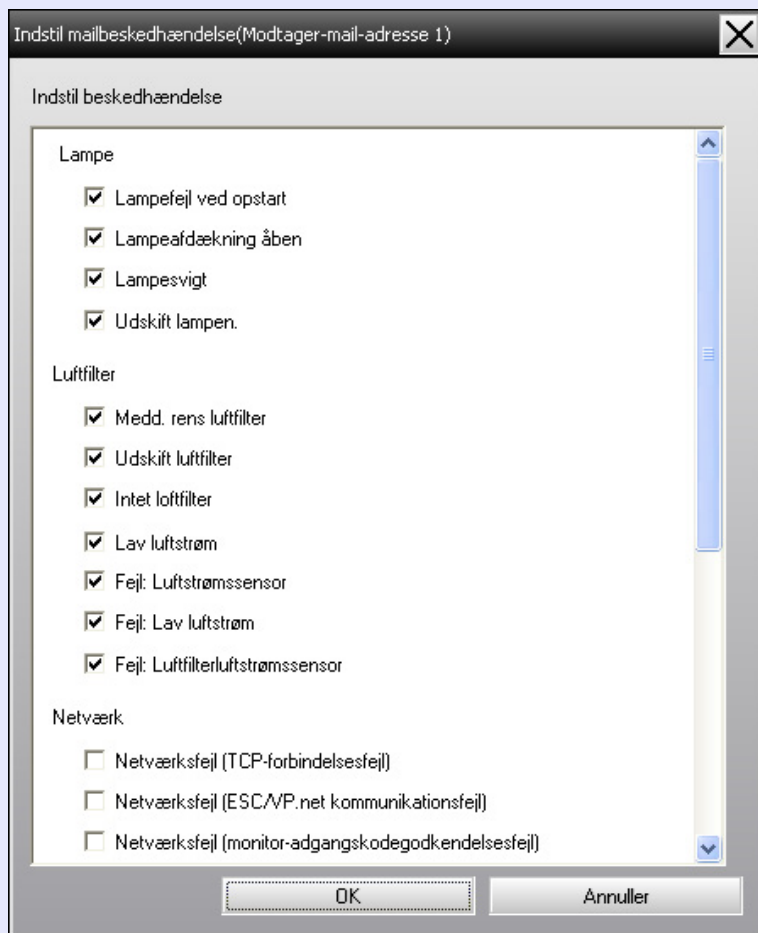 Indstil mailbeskedhændelse(Modtager-mail-adresse 1)
Indstil beskedhændelse
Lampe
Lampefejl ved opstart
Lampeafdækning åben
Lampesvigt
Udskift lampen.
Luftfilter
Medd. rens luftfilter
Udskift luftfilter
Intet loftfilter
Lav luftstrøm
Fejl: Luftstrømssensor
Fejl: Lav luftstrøm
Fejl: Luftfilterluftstrømssensor
Netværk
Netværksfejl (TCP-forbindelsesfejl)
Netværksfejl (ESC/VP.net kommunikationsfejl)
Netværksfejl (monitor-adgangskodegodkendelsesfejl)
OK
Annuller